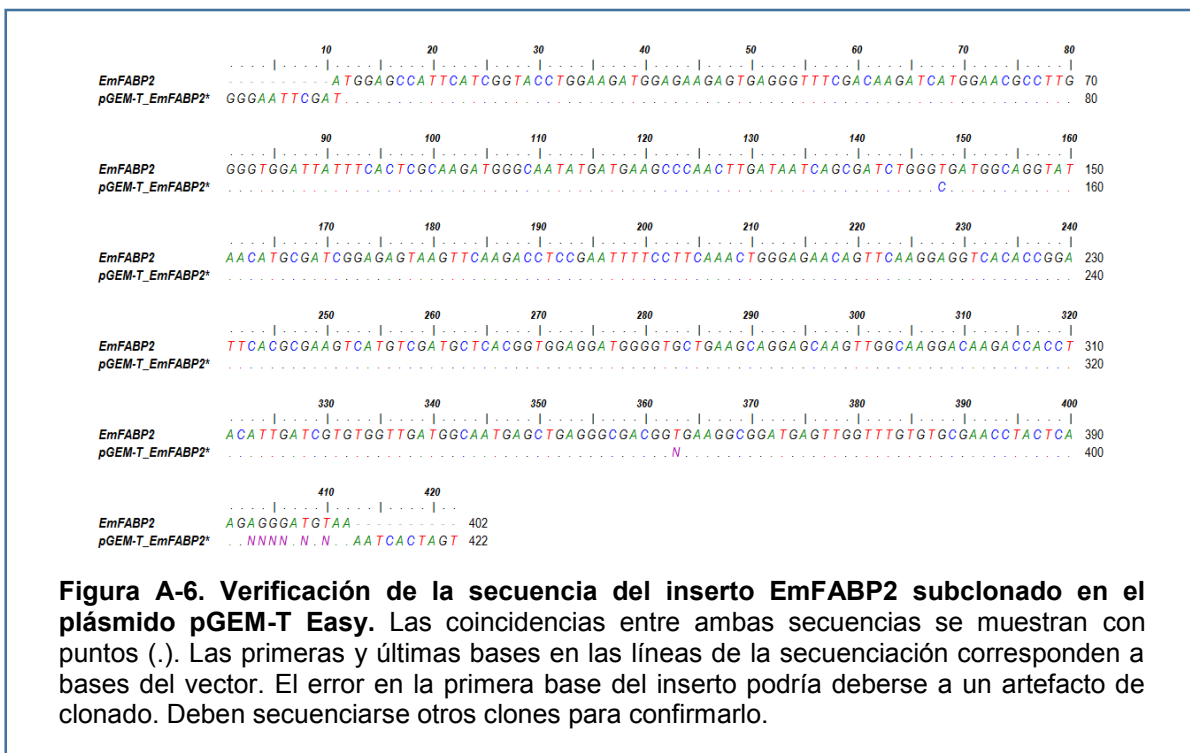 10 20 30 40 50 60 70 80
. . . . | . . . . | . . . . | . . . . | . . . . | . . . . | . . . . | . . . . | . . . . | . . . . | . . . . | . . . . | . . . . | . . . . | . . . . | . . . . |
EmFABP2 ----------ATGGAGCCATTCATCGGTACCTGGAAGATGGAGAAGAGTGAGGGTTTCGACAAGATCATGGAACGCCTTG 70
pGEM-T_EmFABP2* GGGAATTCGAT..................................................................... 80
90 100 110 120 130 140 150 160
. . . . | . . . . | . . . . | . . . . | . . . . | . . . . | . . . . | . . . . | . . . . | . . . . | . . . . | . . . . | . . . . | . . . . | . . . . | . . . . |
EmFABP2 GGGTGGATTATTTCACTCGCAAGATGGGCAATATGATGAAGCCCAACTTGATAATCAGCGATCTGGGTGATGGCAGGTAT 150
pGEM-T_EmFABP2* ...................................................................C............ 160
170 180 190 200 210 220 230 240
. . . . | . . . . | . . . . | . . . . | . . . . | . . . . | . . . . | . . . . | . . . . | . . . . | . . . . | . . . . | . . . . | . . . . | . . . . | . . . . |
EmFABP2 AACATGCGATCGGAGAGTAAGTTCAAGACCTCCGAATTTTCCTTCAAACTGGGAGAACAGTTCAAGGAGGTCACACCGGA 230
pGEM-T_EmFABP2* ................................................................................ 240
250 260 270 280 290 300 310 320
. . . . | . . . . | . . . . | . . . . | . . . . | . . . . | . . . . | . . . . | . . . . | . . . . | . . . . | . . . . | . . . . | . . . . | . . . . | . . . . |
EmFABP2 TTCACGCGAAGTCATGTCGATGCTCACGGTGGAGGATGGGGTGCTGAAGCAGGAGCAAGTTGGCAAGGACAAGACCACCT 310
pGEM-T_EmFABP2* ................................................................................ 320
330 340 350 360 370 380 390 400
. . . . | . . . . | . . . . | . . . . | . . . . | . . . . | . . . . | . . . . | . . . . | . . . . | . . . . | . . . . | . . . . | . . . . | . . . . | . . . . |
EmFABP2 ACATTGATCGTGTGGTTGATGGCAATGAGCTGAGGGCGACGGTGAAGGCGGATGAGTTGGTTTGTGTGCGAACCTACTCA 390
pGEM-T_EmFABP2* ..........................................N..................................... 400
410 420
. . . . | . . . . | . . . . | . . . . | . .
EmFABP2 AGAGGGATGTAA---------- 402
pGEM-T_EmFABP2* ..NNNN.N.N..AATCACTAGT 422
Figura A-6. Verificación de la secuencia del inserto EmFABP2 subclonado en el
plásmido pGEM-T Easy. Las coincidencias entre ambas secuencias se muestran con
puntos (.). Las primeras y últimas bases en las líneas de la secuenciación corresponden a
bases del vector. El error en la primera base del inserto podría deberse a un artefacto de
clonado. Deben secuenciarse otros clones para confirmarlo.